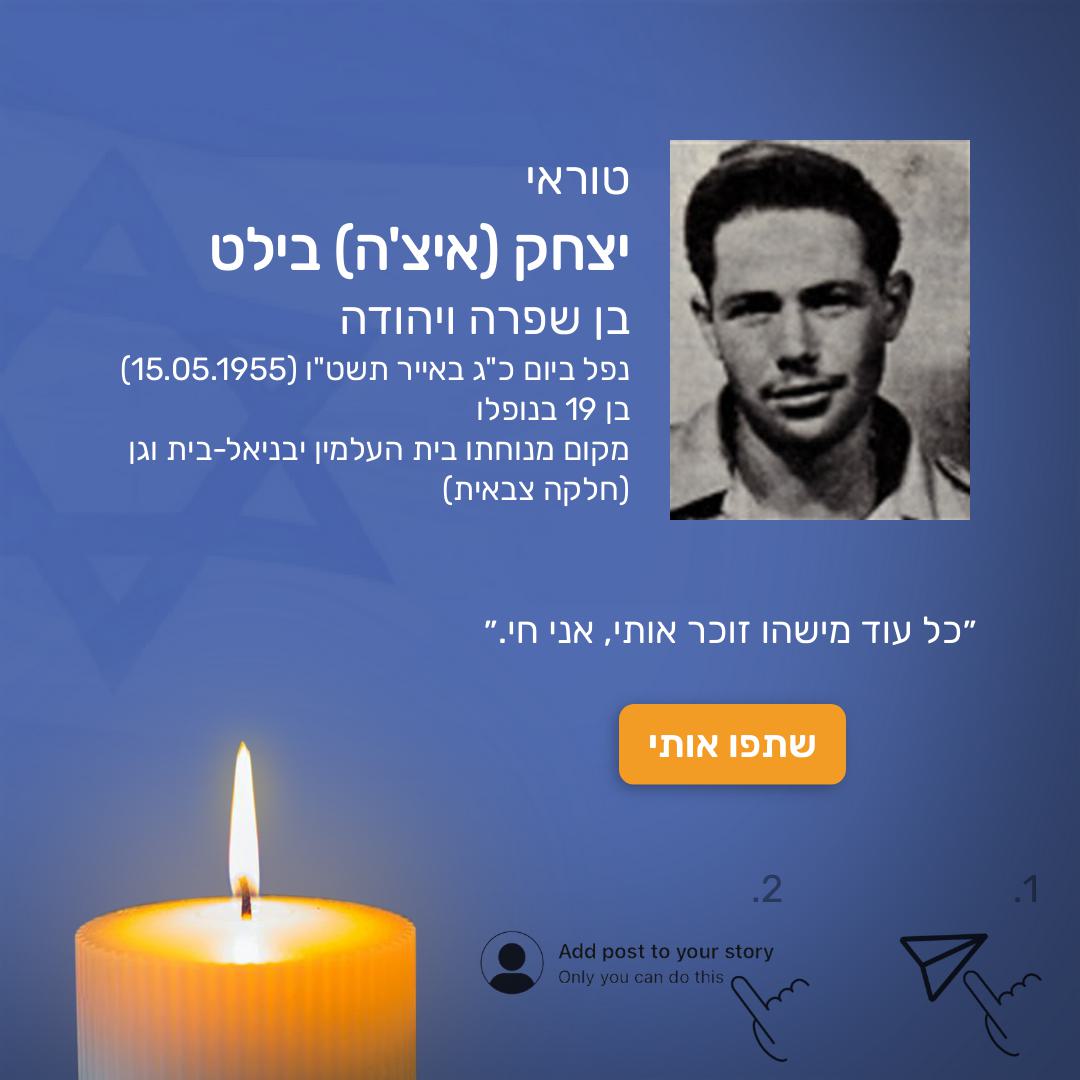 טוראי
יצחק (איצ'ה) בילט
בן שפרה ויהודה
נפל ביום כ"ג באייר תשט"ו (15.05.1955)
בן 19 בנופלו
מקום מנוחתו בית העלמין יבניאל-בית וגן
(חלקה צבאית)
״כל עוד מישהו זוכר אותי, אני חי.״
שתפו אותי
.1
.2
Add post to your story
Only you can do this